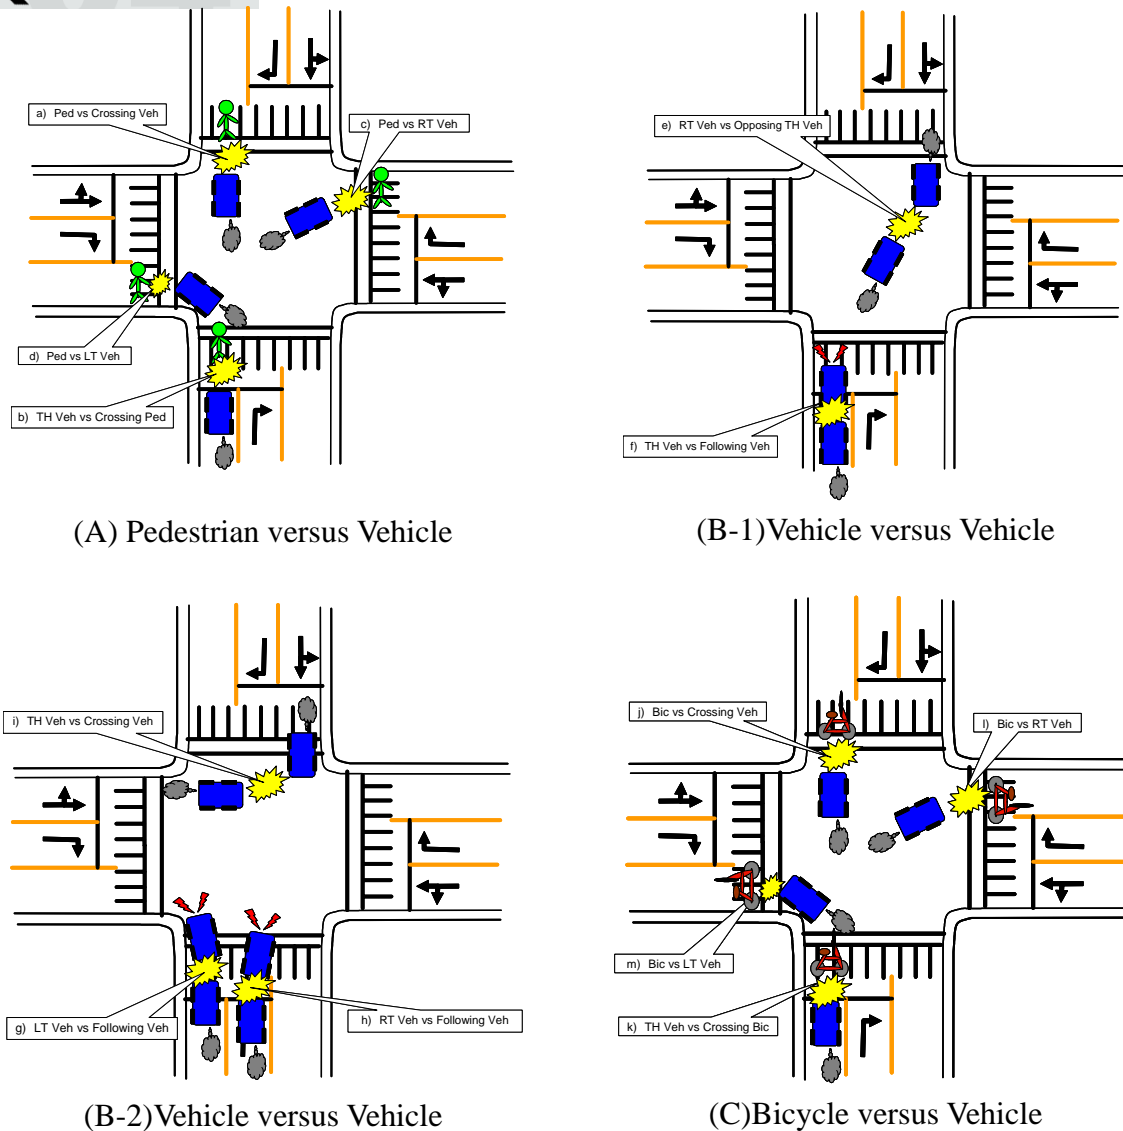 a) Ped vs Crossing Veh
c) Ped vs RT Veh
d) Ped vs LT Veh
b) TH Veh vs Crossing Ped
(A) Pedestrian versus Vehicle
e) RT Veh vs Opposing TH Veh
f) TH Veh vs Following Veh
(B-1)Vehicle versus Vehicle
i) TH Veh vs Crossing Veh
g) LT Veh vs Following Veh
h) RT Veh vs Following Veh
(B-2)Vehicle versus Vehicle
j) Bic vs Crossing Veh
l) Bic vs RT Veh
m) Bic vs LT Veh
k) TH Veh vs Crossing Bic
(C)Bicycle versus Vehicle